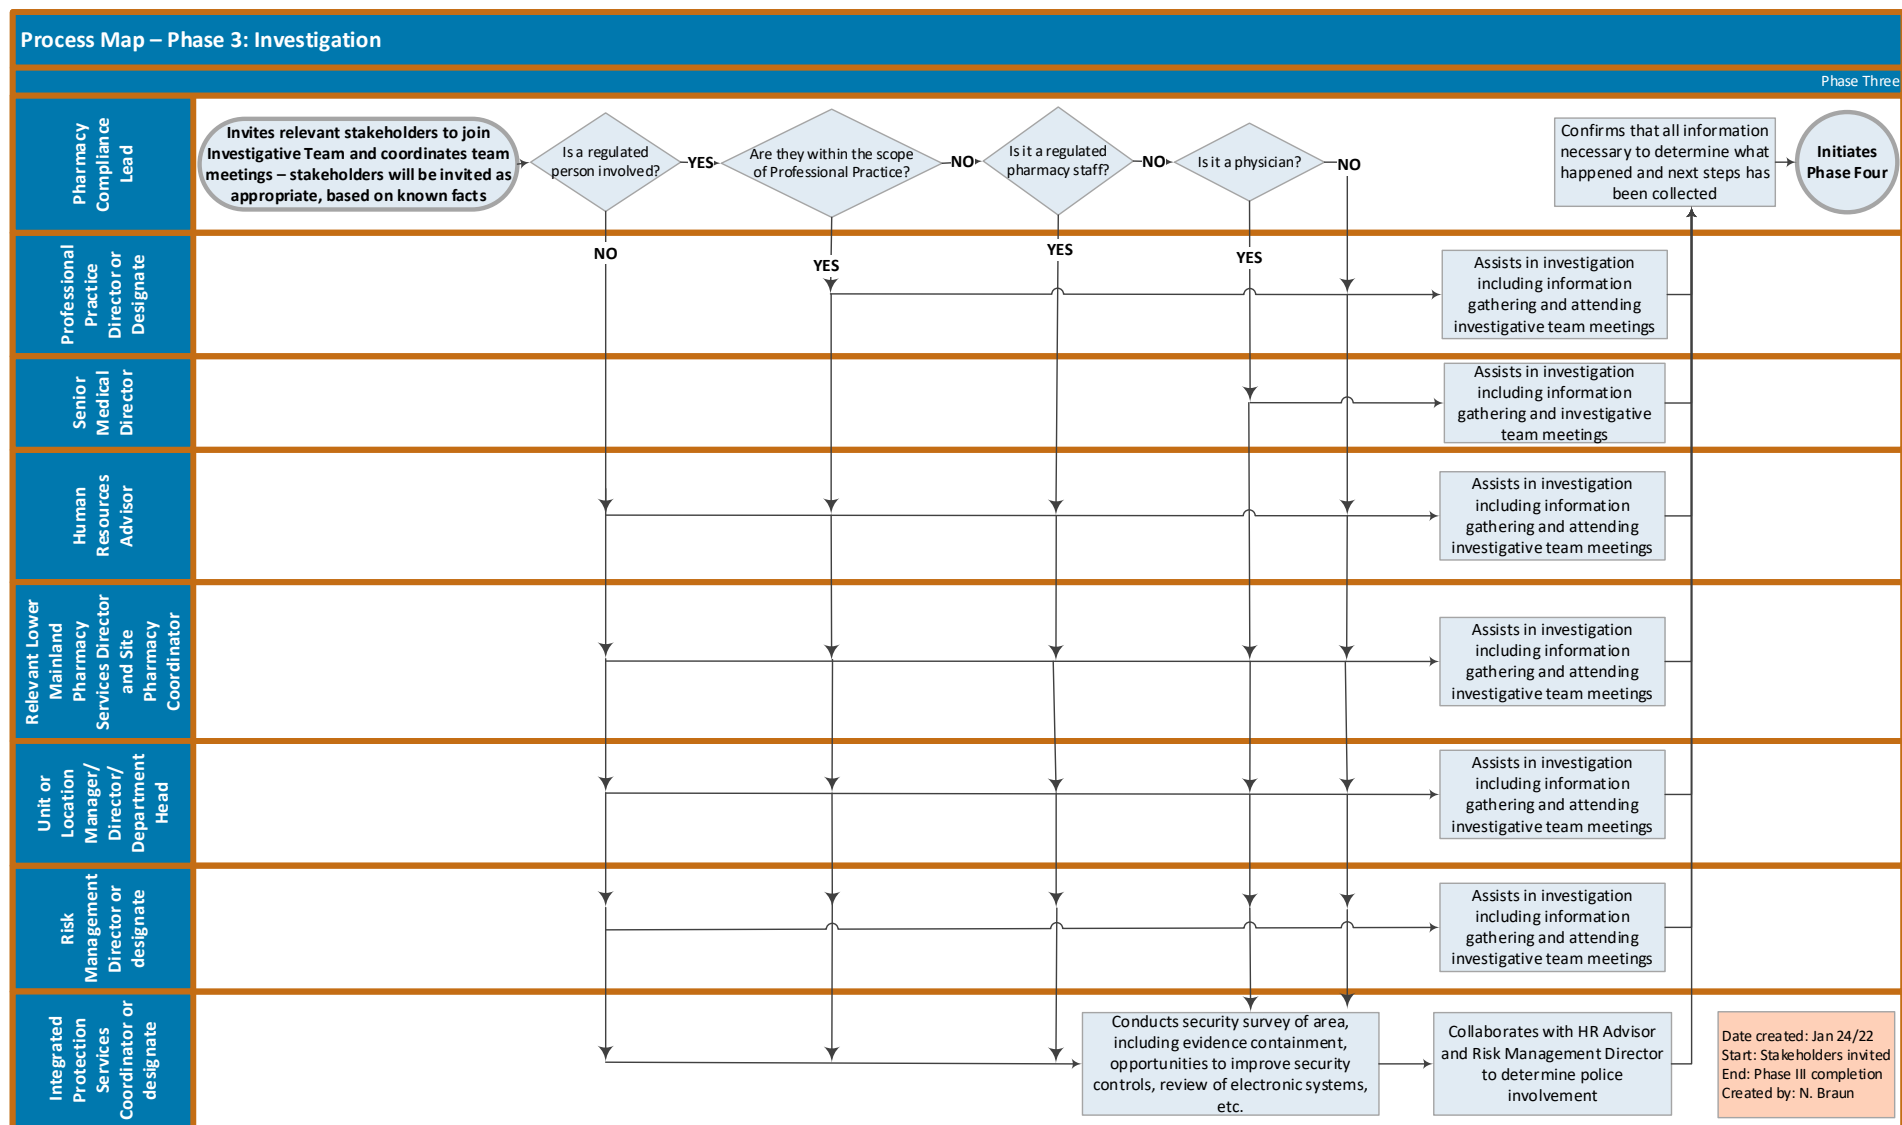 Process Map – Phase 3: Investigation
Phase Three
Pharmacy
Compliance
Lead
Invites relevant stakeholders to join
Investigative Team and coordinates team
meetings – stakeholders will be invited as
appropriate, based on known facts
Is a regulated
person involved?
YES
Are they within the scope
of Professional Practice?
NO
Is it a regulated
pharmacy staff?
NO
Is it a physician?
NO
Confirms that all information
necessary to determine what
happened and next steps has
been collected
Initiates
Phase Four
NO
YES
YES
YES
Professional
Practice
Director or
Designate
Assists in investigation
including information
gathering and attending
investigative team meetings
Senior
Medical
Director
Assists in investigation
including information
gathering and investigative
team meetings
Human
Resources
Advisor
Assists in investigation
including information
gathering and attending
investigative team meetings
Relevant Lower
Mainland
Pharmacy
Services Director
and Site
Pharmacy
Coordinator
Assists in investigation
including information
gathering and attending
investigative team meetings
Unit or
Location
Manager/
Director/
Department
Head
Assists in investigation
including information
gathering and attending
investigative team meetings
Risk
Management
Director or
designate
Assists in investigation
including information
gathering and attending
investigative team meetings
Integrated
Protection
Services
Coordinator or
designate
Conducts security survey of area,
including evidence containment,
opportunities to improve security
controls, review of electronic systems,
etc.
Collaborates with HR Advisor
and Risk Management Director
to determine police
involvement
Date created: Jan 24/22
Start: Stakeholders invited
End: Phase III completion
Created by: N. Braun